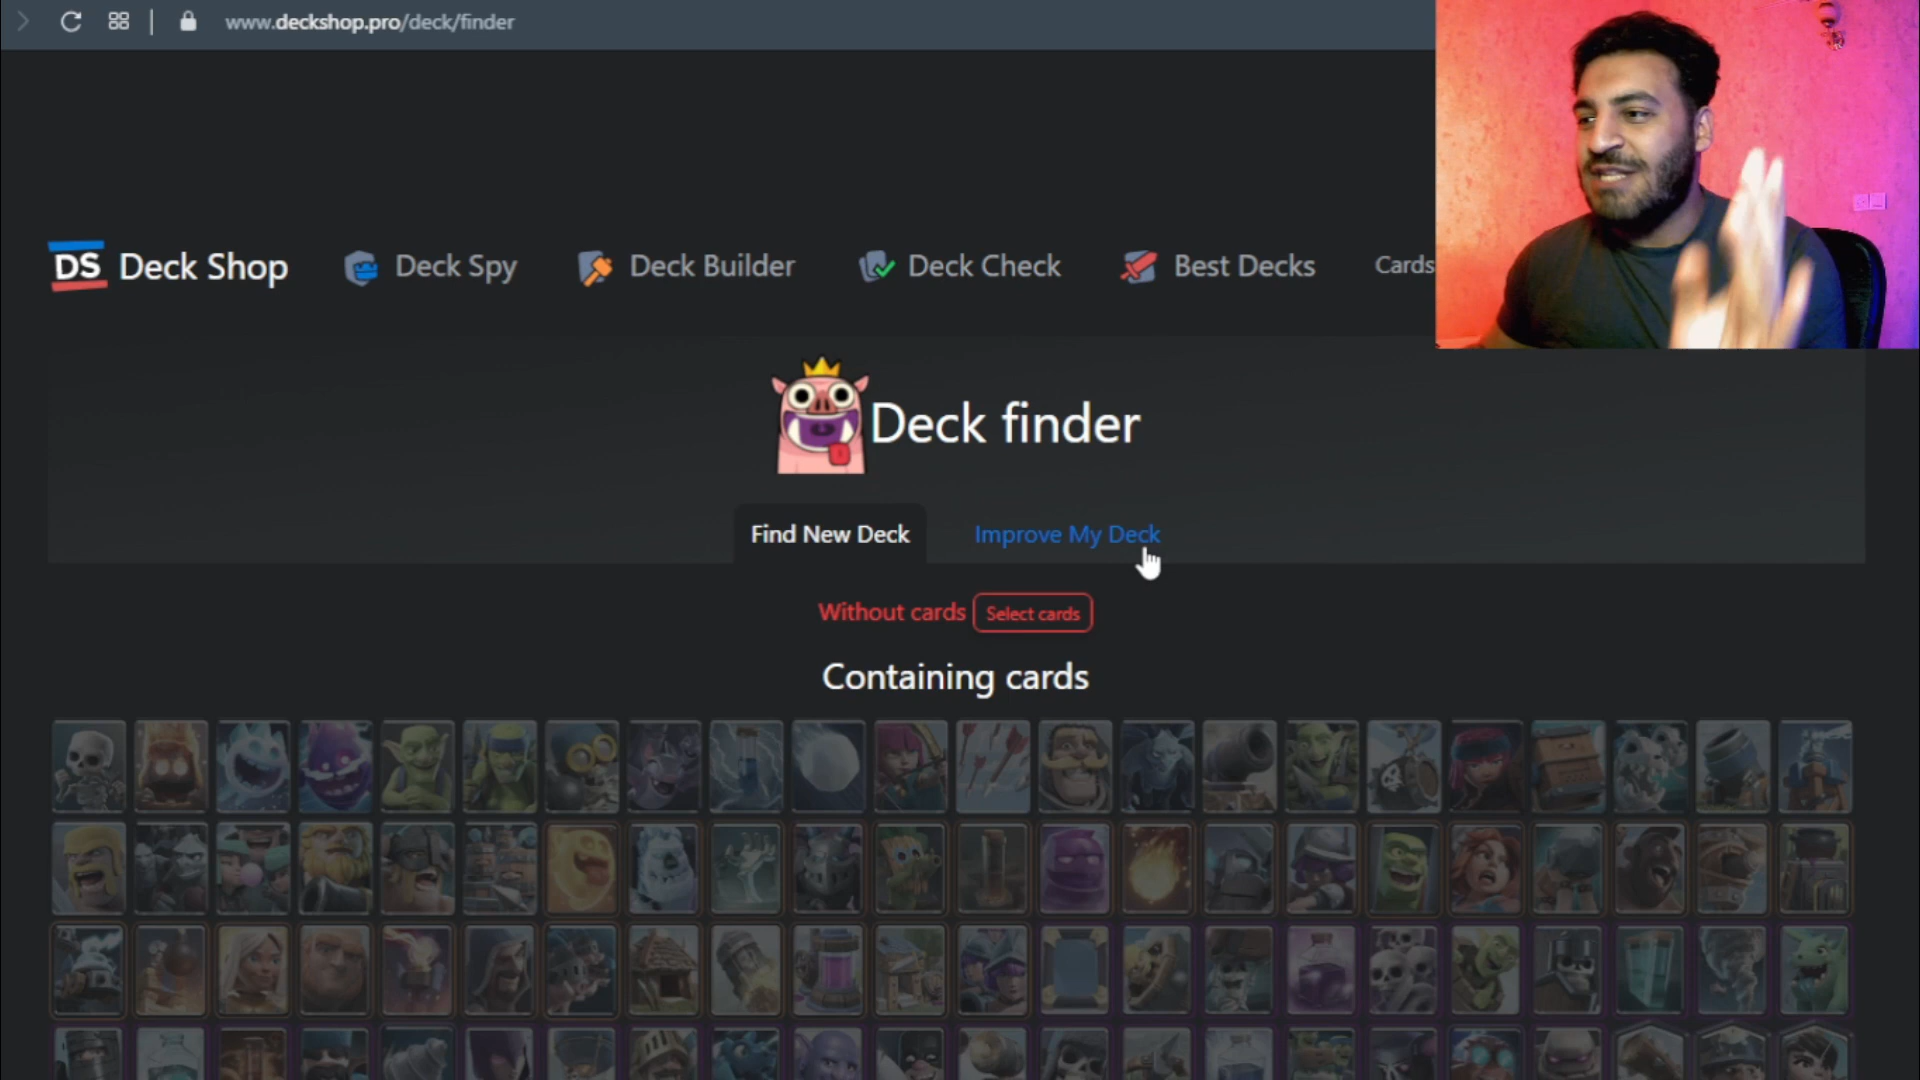 www.deckshop.pro/deck/finder
DS Deck Shop
Deck Spy
Deck Builder
Deck Check
Best Decks
Cards
Deck finder
Find New Deck
Improve My Deck
Without cards
Select cards
Containing cards